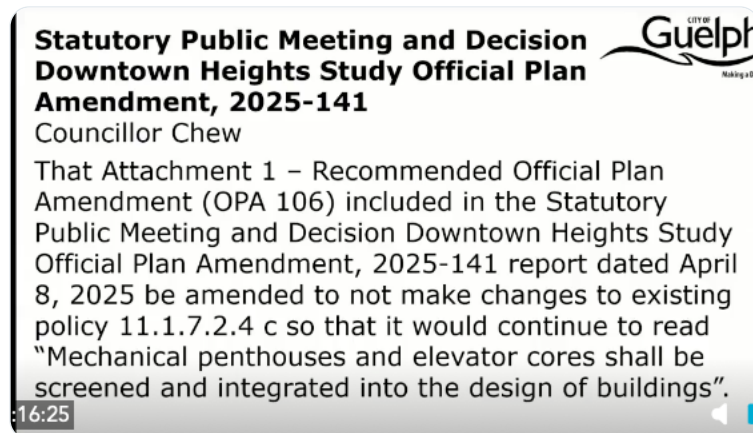 Statutory Public Meeting and Decision
Downtown Heights Study Official Plan
Amendment, 2025-141
CITY OF
Guelph
Making a D
Councillor Chew
That Attachment 1 – Recommended Official Plan
Amendment (OPA 106) included in the Statutory
Public Meeting and Decision Downtown Heights Study
Official Plan Amendment, 2025-141 report dated April
8, 2025 be amended to not make changes to existing
policy 11.1.7.2.4 c so that it would continue to read
“Mechanical penthouses and elevator cores shall be
screened and integrated into the design of buildings”.
:16:25